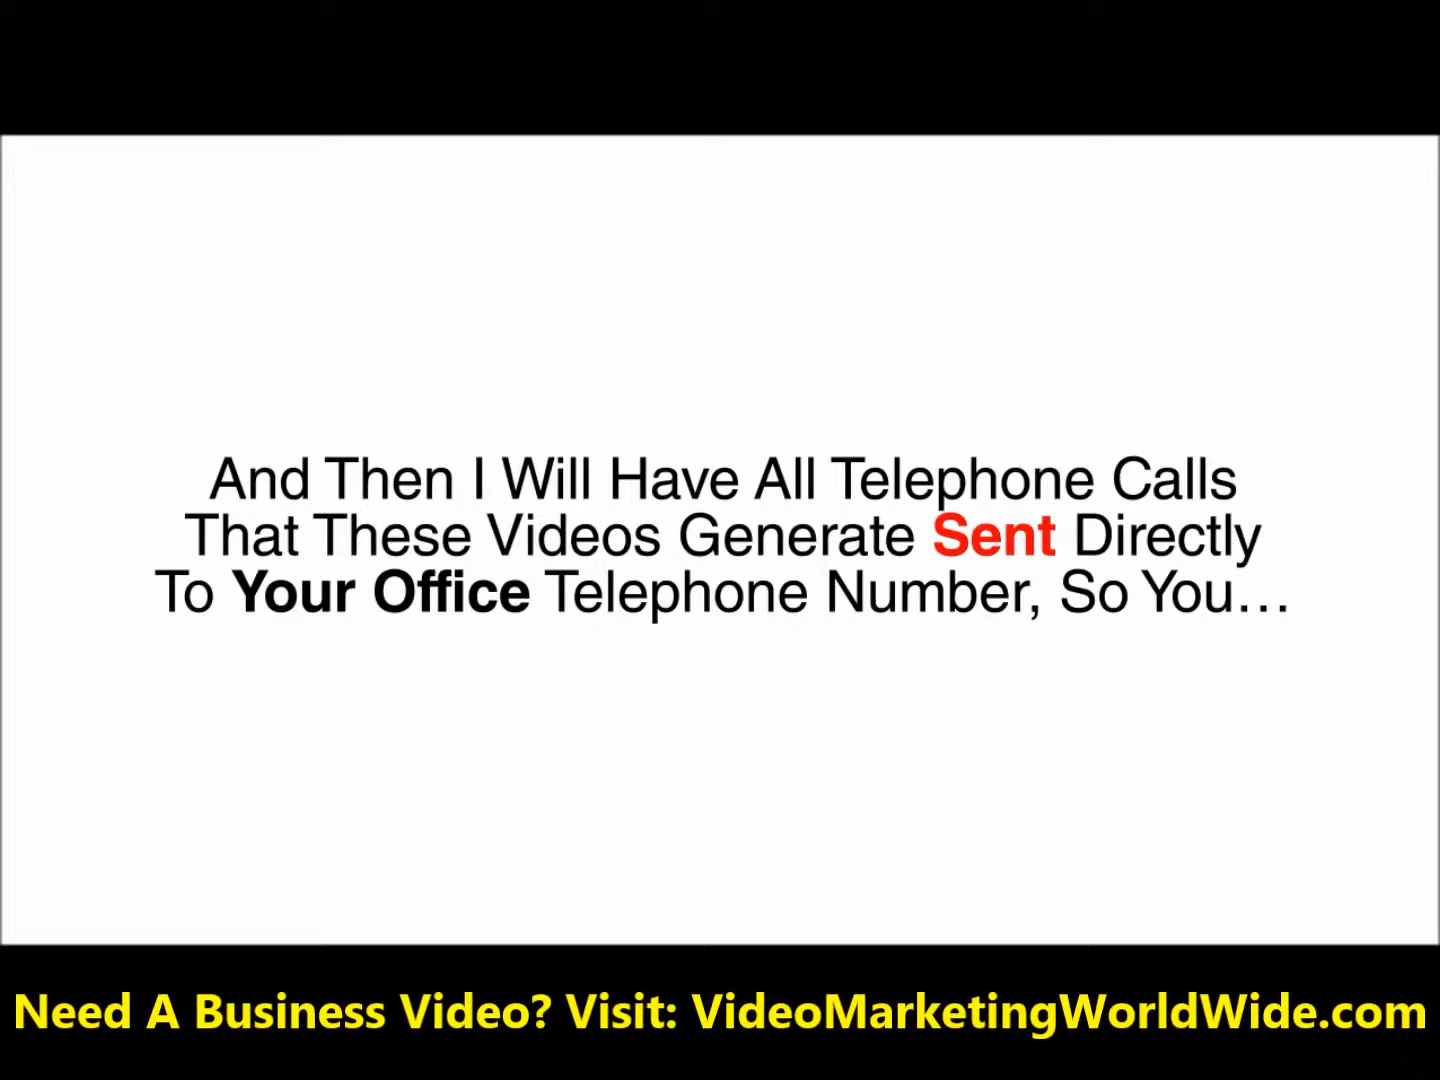 And Then I Will Have All Telephone Calls
That These Videos Generate Sent Directly
To Your Office Telephone Number, So You…
Need A Business Video? Visit: VideoMarketingWorldWide.com